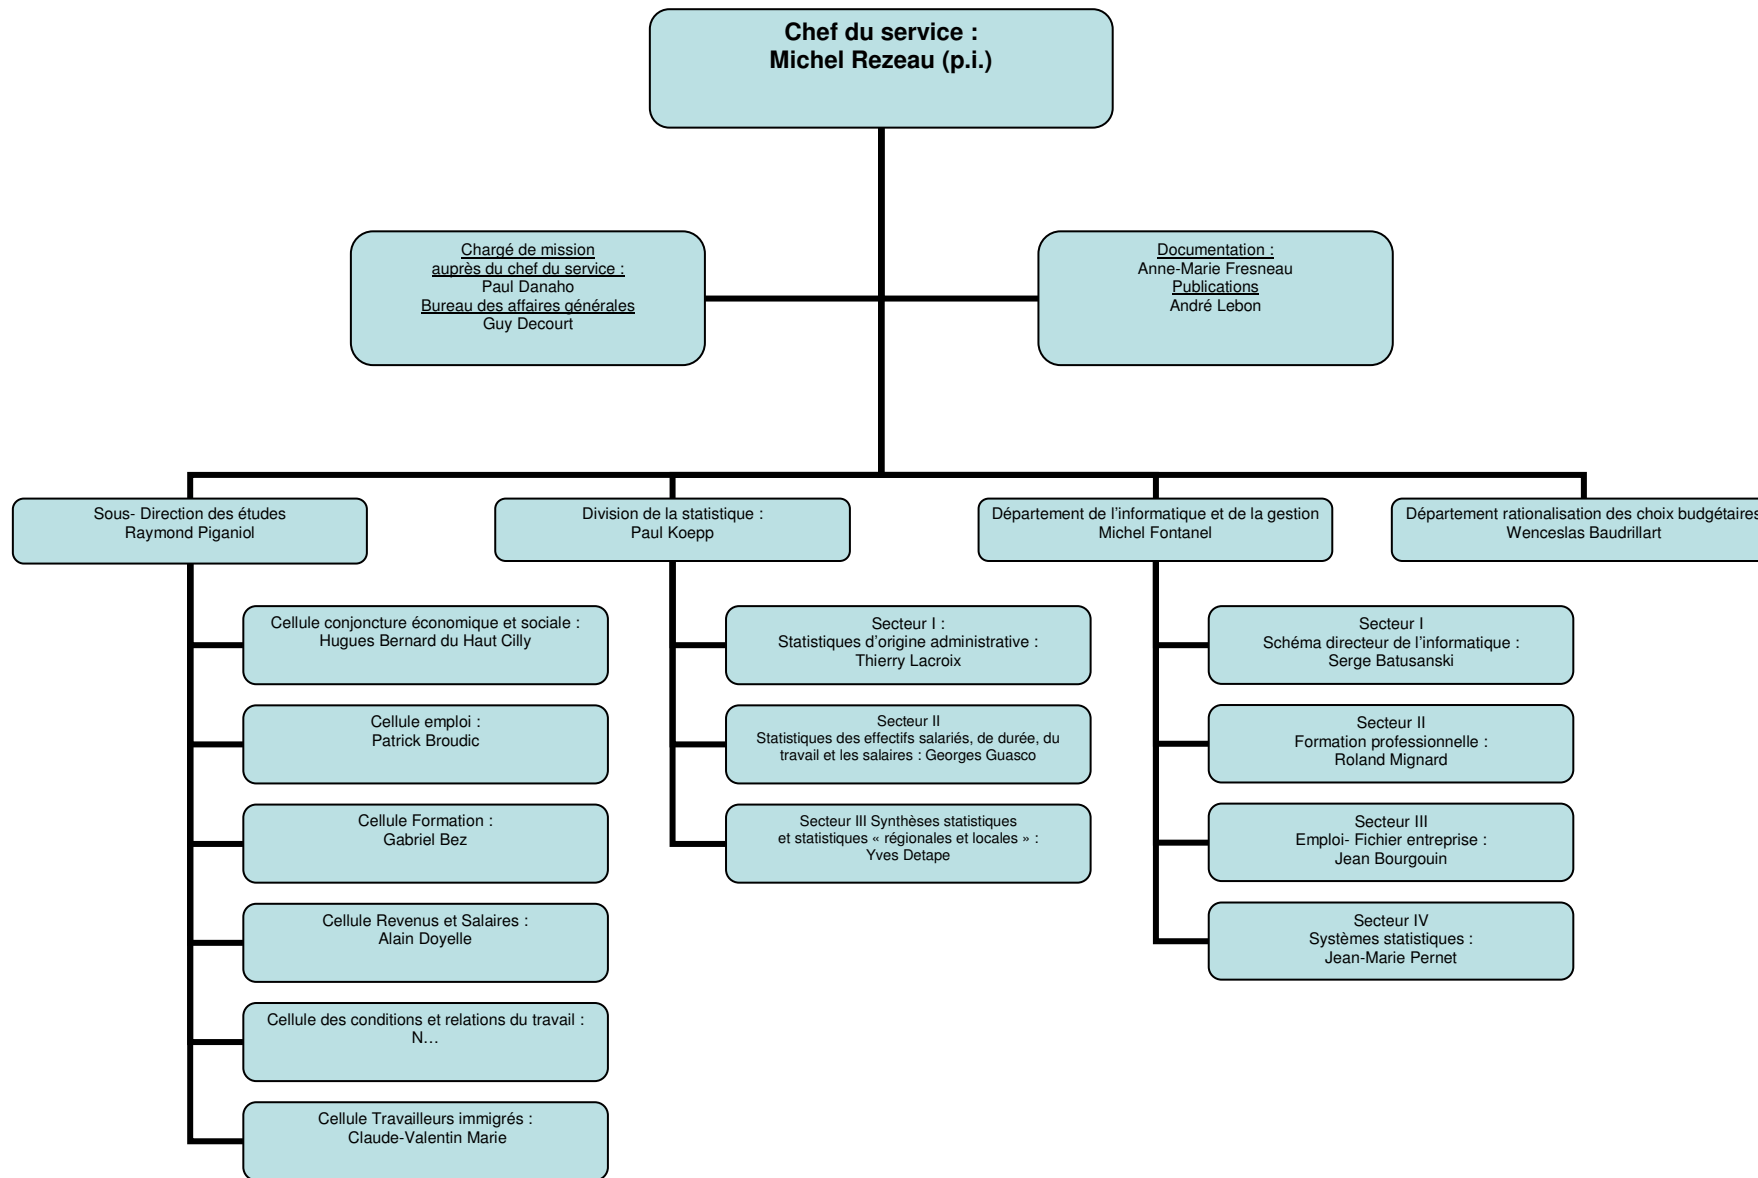 Chef du service :
Michel Rezeau (p.i.)
Chargé de mission
auprès du chef du service :
Paul Danaho
Bureau des affaires générales
Guy Decourt
Documentation :
Anne-Marie Fresneau
Publications
André Lebon
Sous- Direction des études
Raymond Piganiol
Division de la statistique :
Paul Koepp
Département de l'informatique et de la gestion
Michel Fontanel
Département rationalisation des choix budgétaires
Wenceslas Baudrillart
Cellule conjoncture économique et sociale :
Hugues Bernard du Haut Cilly
Cellule emploi :
Patrick Broudic
Cellule Formation :
Gabriel Bez
Cellule Revenus et Salaires :
Alain Doyelle
Cellule des conditions et relations du travail :
N…
Cellule Travailleurs immigrés :
Claude-Valentin Marie
Secteur I :
Statistiques d'origine administrative :
Thierry Lacroix
Secteur II
Statistiques des effectifs salariés, de durée, du
travail et les salaires : Georges Guasco
Secteur III Synthèses statistiques
et statistiques « régionales et locales » :
Yves Detape
Secteur I
Schéma directeur de l'informatique :
Serge Batusanski
Secteur II
Formation professionnelle :
Roland Mignard
Secteur III
Emploi- Fichier entreprise :
Jean Bourgouin
Secteur IV
Systèmes statistiques :
Jean-Marie Pernet